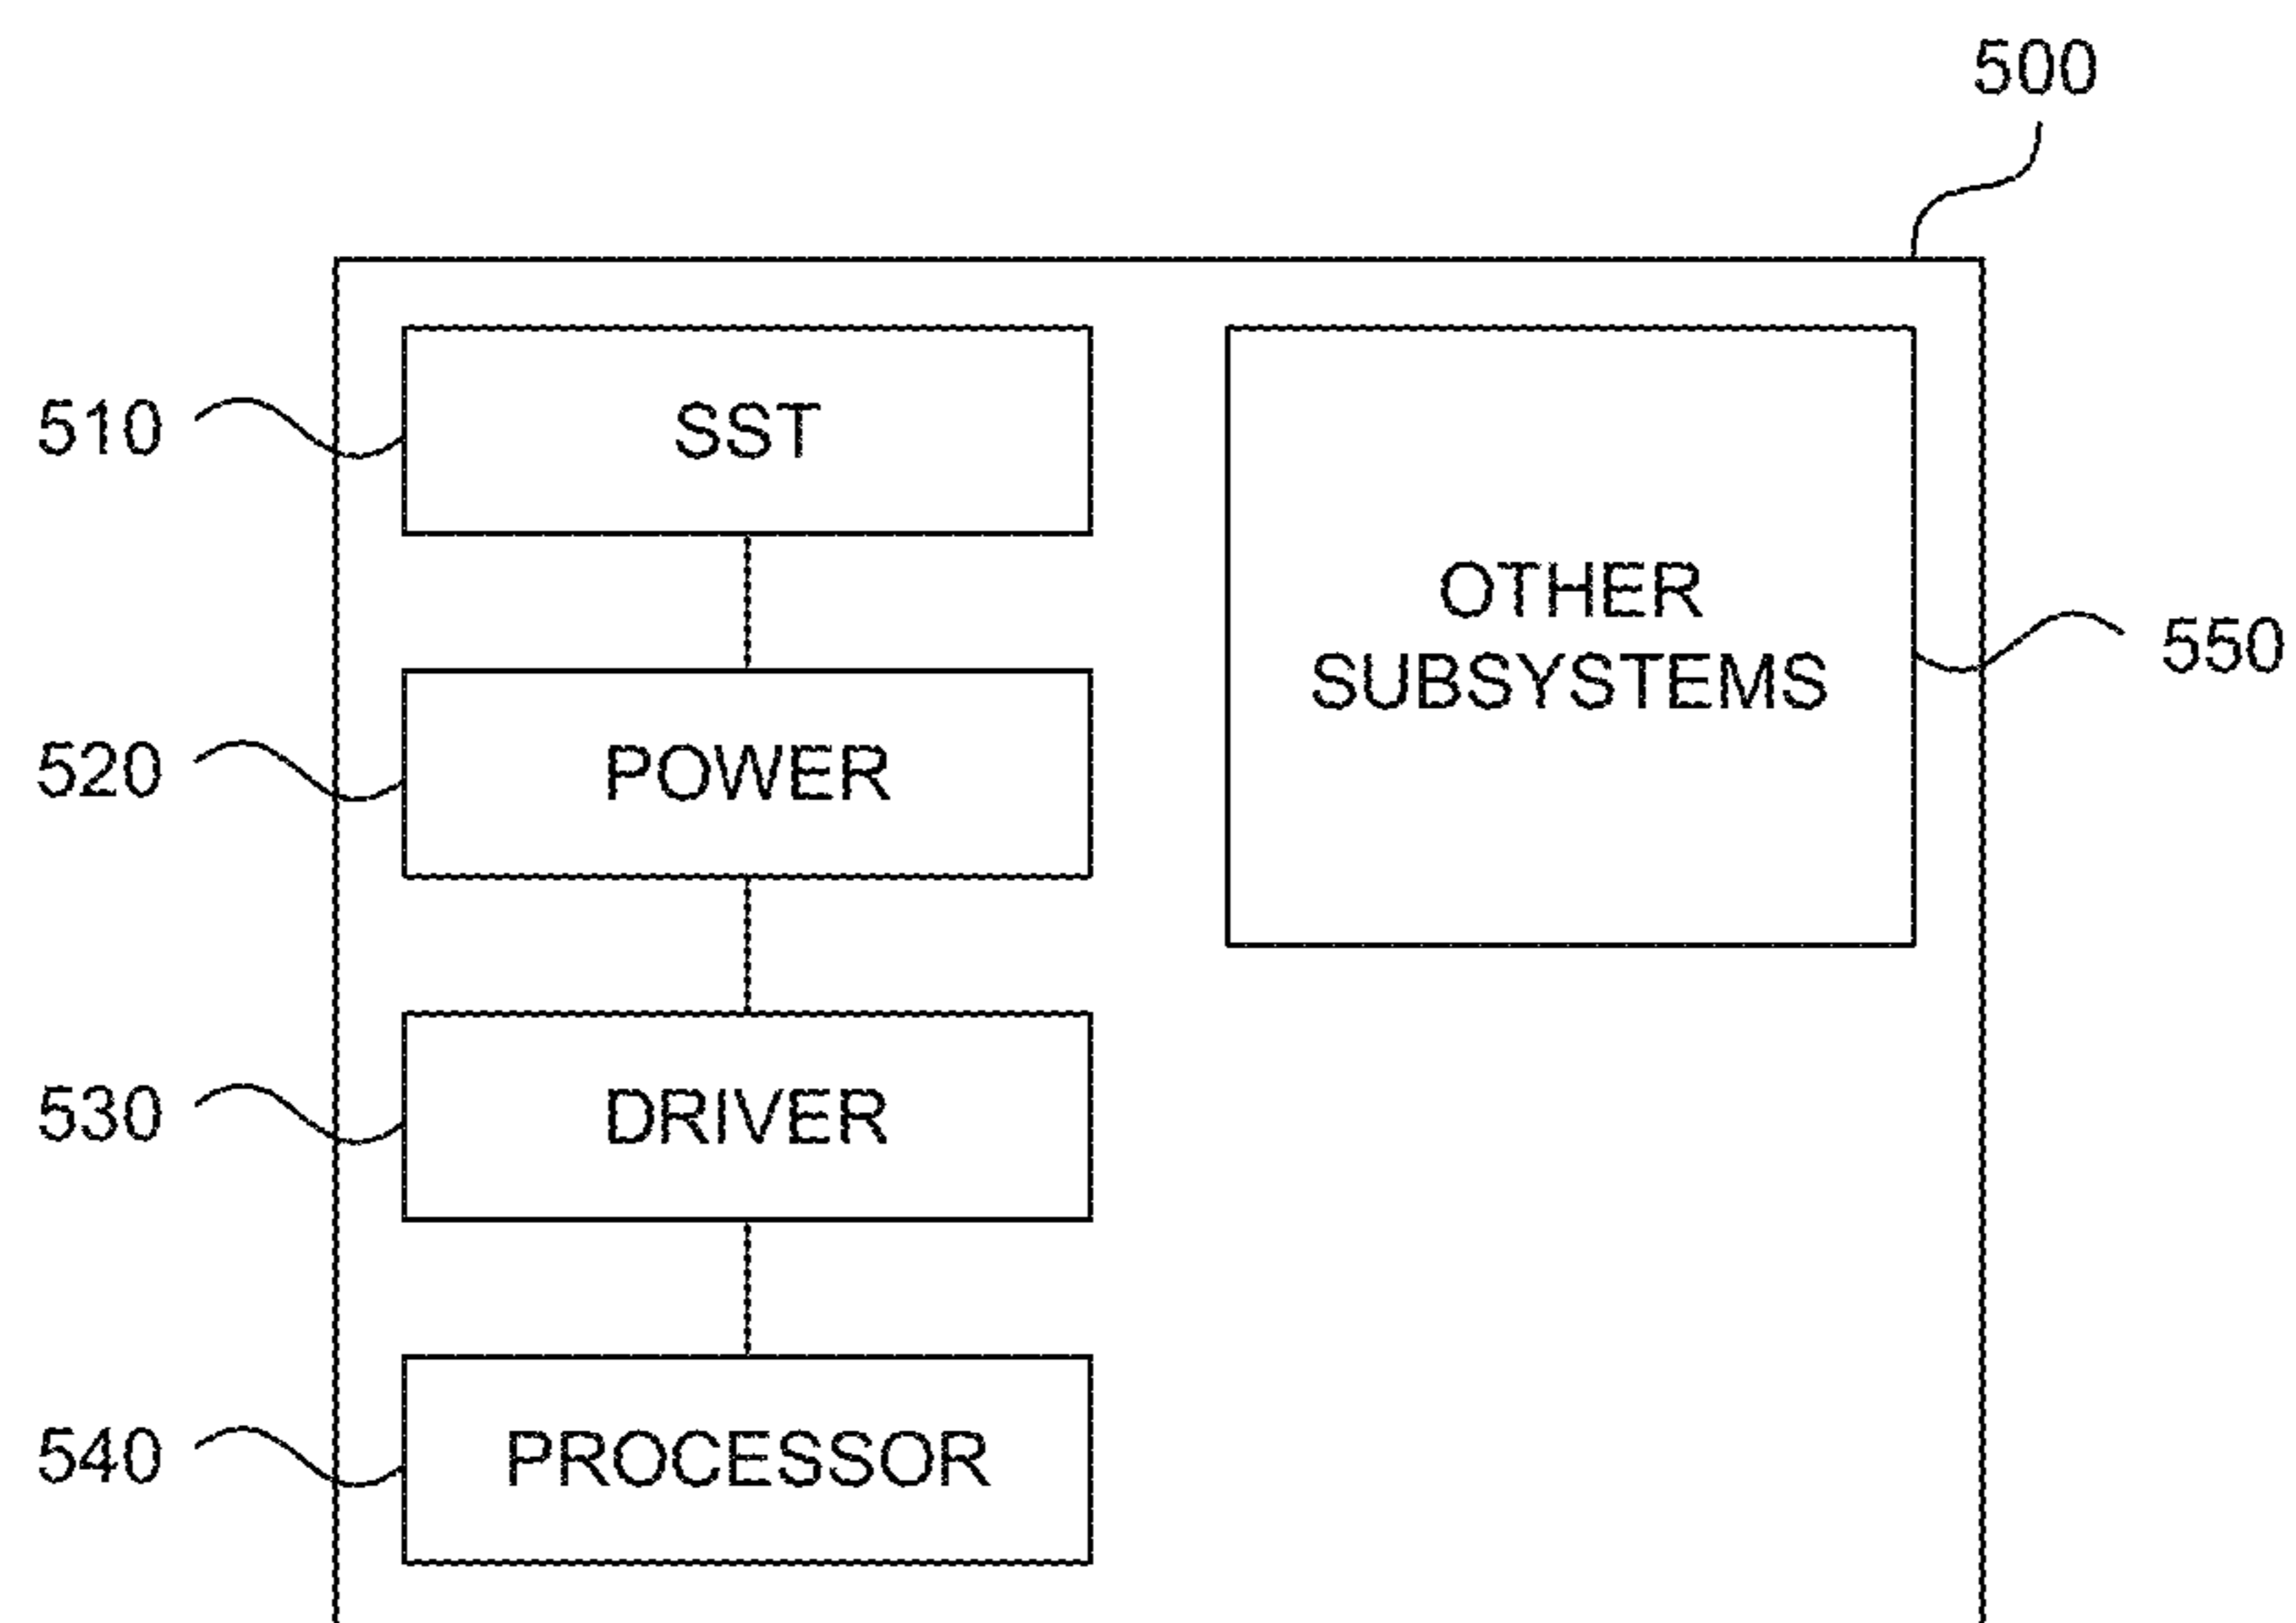 500
510
SST
OTHER
SUBSYSTEMS
550
520
POWER
530
DRIVER
540
PROCESSOR